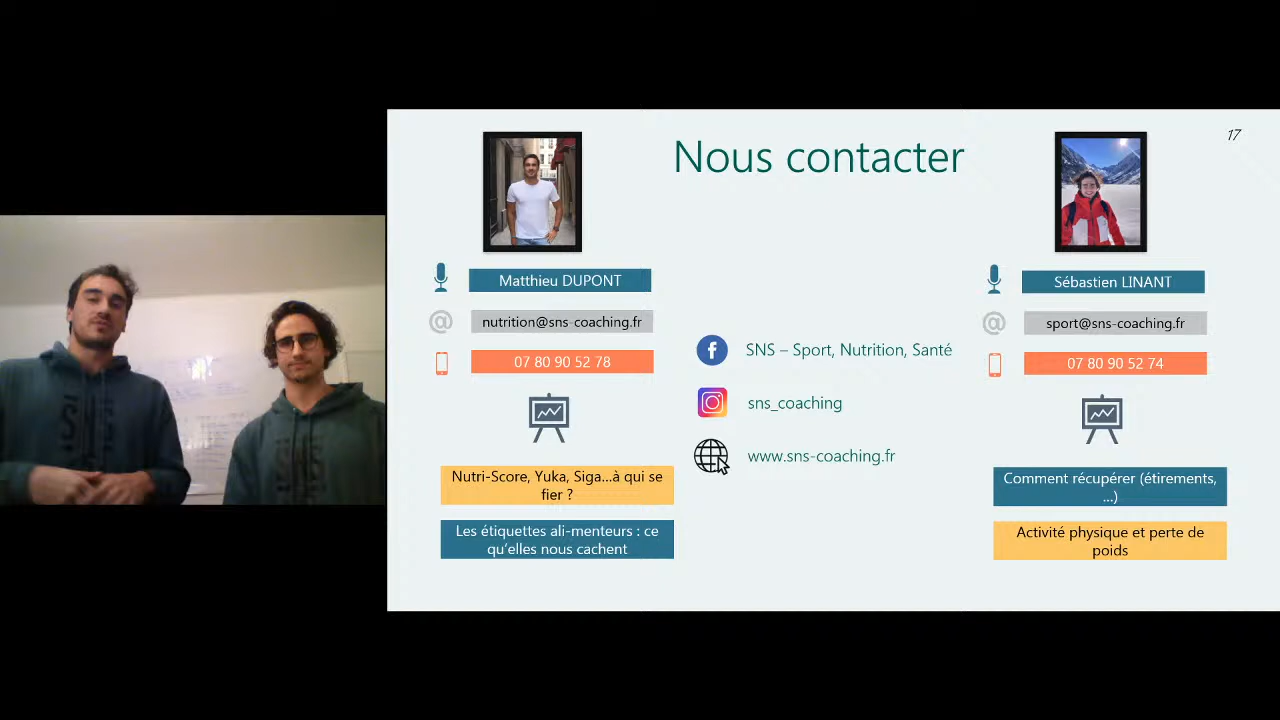 17
Nous contacter
Matthieu DUPONT
nutrition@sns-coaching.fr
07 80 90 52 78
Nutri-Score, Yuka, Siga...à qui se
fier ?
Les étiquettes ali-menteurs : ce
qu'elles nous cachent
SNS – Sport, Nutrition, Santé
sns_coaching
www.sns-coaching.fr
Sébastien LINANT
sport@sns-coaching.fr
07 80 90 52 74
Comment récupérer (étirements,
...)
Activité physique et perte de
poids